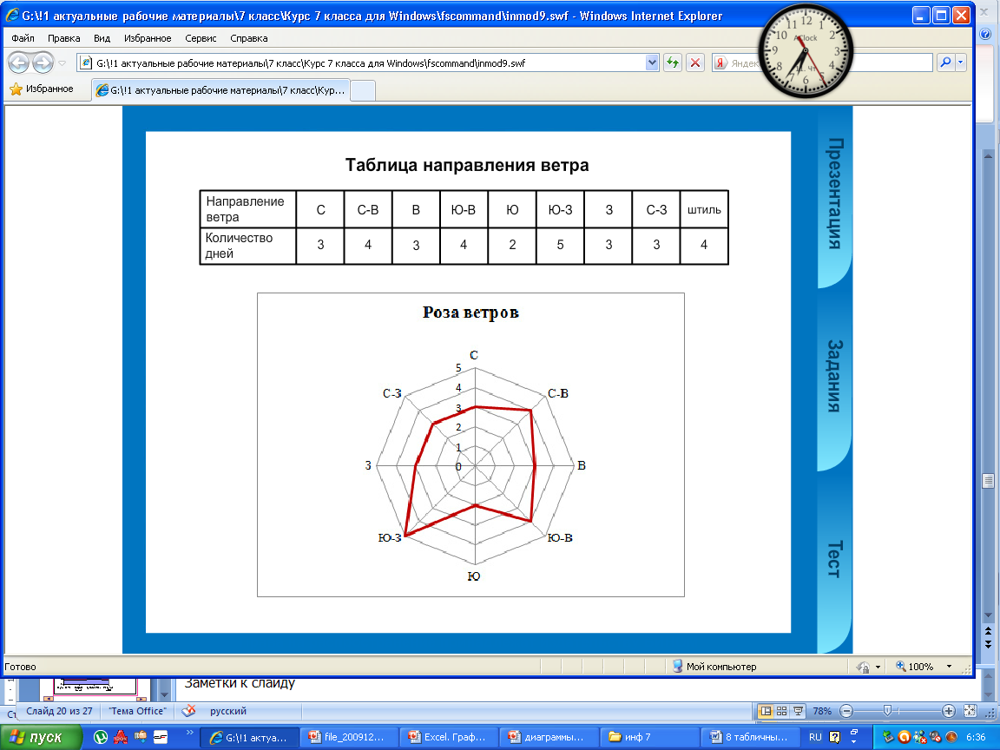 G:\!1 актуальные рабочие материалы\7 класс\Курс 7 класса для Windows\fscommand\inmod9.swf - Windows Internet Explorer
Файл Правка Вид Избранное Сервис Справка
G:\!1 актуальные рабочие материалы\7 класс\Курс 7 класса для Windows\fscommand\inmod9.swf
Избранное
G:\!1 актуальные рабочие материалы\7 класс\Кур...
Таблица направления ветра
Направление ветра С С-В В Ю-В Ю Ю-З З С-З штиль
Количество дней 3 4 3 4 2 5 3 3 4
Роза ветров
С
5
С-З 4 С-В
3
2
1
З 0 В
Ю-З Ю-В
Ю
Презентация
Задания
Тест
Готово Мой компьютер 100%
Заметки к слайду
Слайд 20 из 27 "Тема Office" русский 78%
пуск G:\!1 актуа... file_200912... Excel. Граф... диаграммы... инф 7 8 табличны... RU 6:36